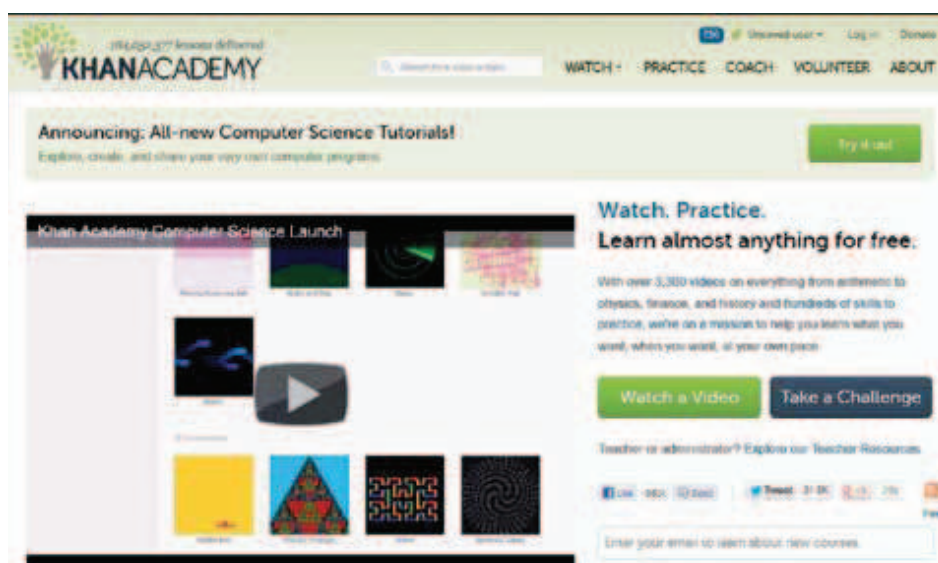 lessons delivered
KHANACADEMY
Log in Donate
WATCH PRACTICE COACH VOLUNTEER ABOUT
Announcing: All-new Computer Science Tutorials!
Explore, create, and share your very own computer programs
Try it out!
Khan Academy Computer Science Launch
Watch. Practice.
Learn almost anything for free.
With over 3,300 videos on everything from arithmetic to
physics, finance, and history and hundreds of skills to
practice, we're on a mission to help you learn what you
want, when you want, at your own pace.
Watch a Video
Take a Challenge
Teacher or administrator? Explore our Teacher Resources
Like Send Tweet
Enter your email to learn about new courses